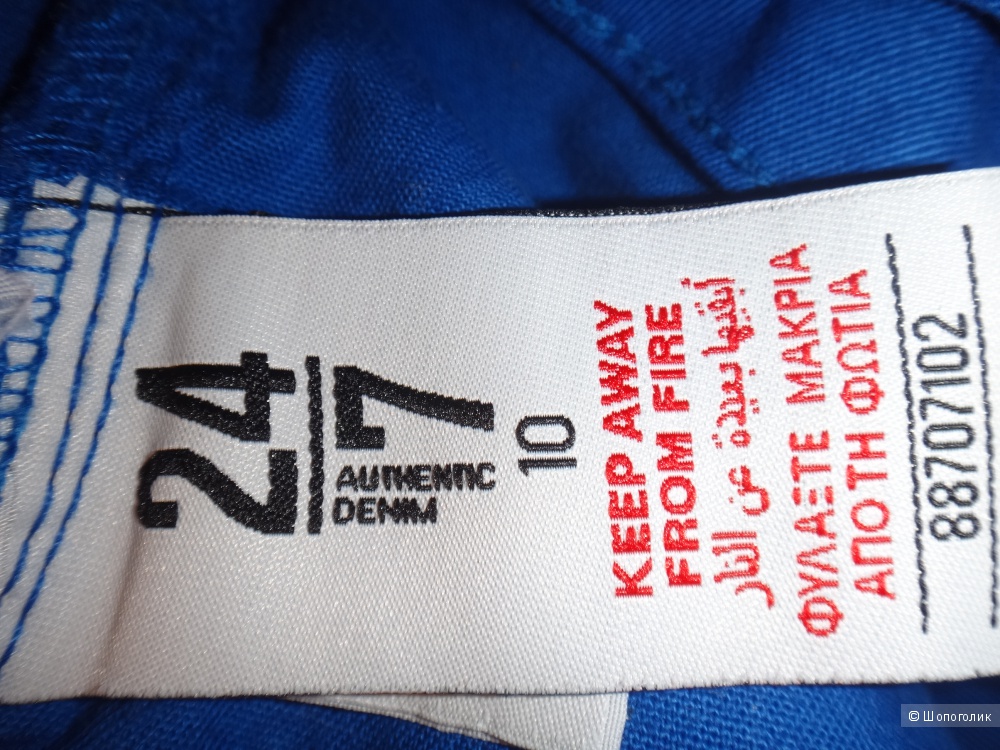 24
7
AUTHENTIC
DENIM
10
KEEP AWAY
FROM FIRE
أبقيها بعيدة عن النار
ΦΥΛΑΞΤΕ ΜΑΚΡΙΑ
ΑΠΟ ΤΗ ΦΩΤΙΑ
88707102
© Шопоголик